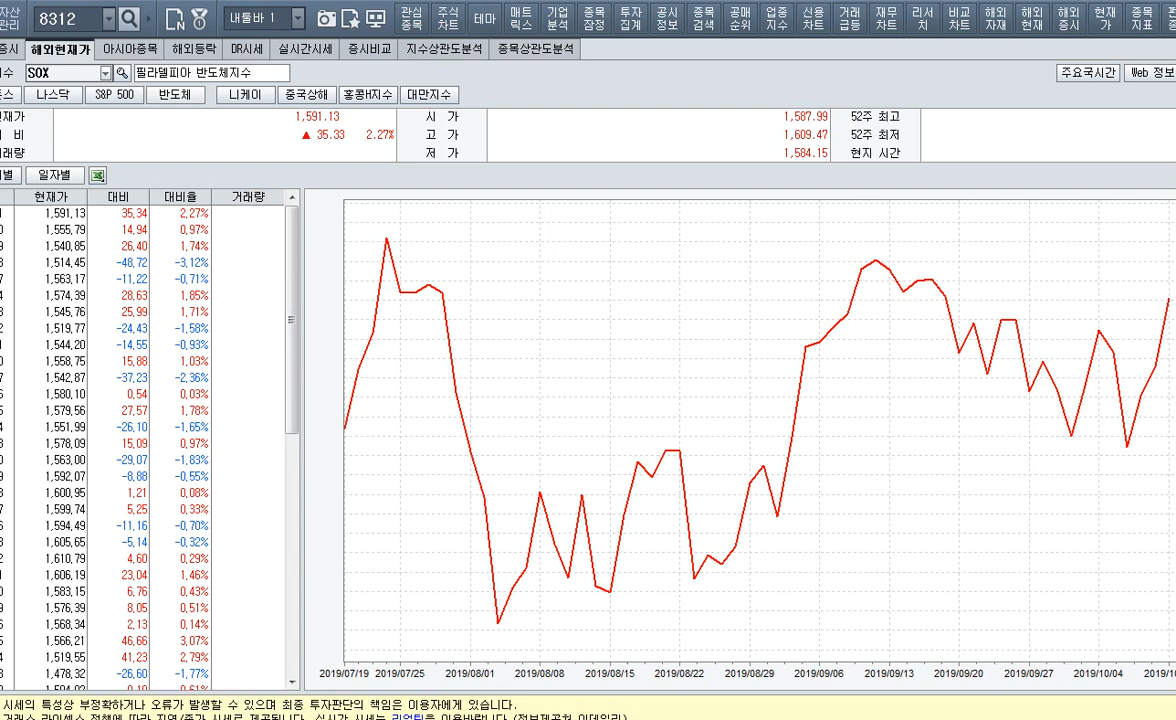 8312 내툴바 1 관심 종목 주식 차트 테마 매트 릭스 기업 분석 종목 잠정 투자 집계 공시 정보 종목 검색 공매 순위 업종 지수 신용 차트 거래 급등 재무 차트 리서 치 비교 차트 해외 자재 해외 현재 해외 증시 현재 가 종목 지표
증시 해외현재가 아시아종목 해외등락 DR시세 실시간시세 증시비교 지수상관도분석 종목상관도분석
SOX 필라델피아 반도체지수 주요국시간 Web 정보
나스닥 S&P 500 반도체 니케이 중국상해 홍콩H지수 대만지수
1,591.13 시 가 1,587.99 52주 최고
비 ▲ 35.33 2.27% 고 가 1,609.47 52주 최저
저 가 1,584.15 현지 시간
별 일자별
현재가 대비 대비율 거래량
1,591.13 35.34 2.27%
1,555.79 14.94 0.97%
1,540.85 26.40 1.74%
1,514.45 -48.72 -3.12%
1,563.17 -11.22 -0.71%
1,574.39 28.63 1.85%
1,545.76 25.99 1.71%
1,519.77 -24.43 -1.58%
1,544.20 -14.55 -0.93%
1,558.75 15.88 1.03%
1,542.87 -37.23 -2.36%
1,580.10 0.54 0.03%
1,579.56 27.57 1.78%
1,551.99 -26.10 -1.65%
1,578.09 15.09 0.97%
1,563.00 -29.07 -1.83%
1,592.07 -8.88 -0.55%
1,600.95 1.21 0.08%
1,599.74 5.25 0.33%
1,594.49 -11.16 -0.70%
1,605.65 -5.14 -0.32%
1,610.79 4.60 0.29%
1,606.19 23.04 1.46%
1,583.15 6.76 0.43%
1,576.39 8.05 0.51%
1,568.34 2.13 0.14%
1,566.21 46.66 3.07%
1,519.55 41.23 2.79%
1,478.32 -26.60 -1.77%
2019/07/19 2019/07/25 2019/08/01 2019/08/08 2019/08/15 2019/08/22 2019/08/29 2019/09/06 2019/09/13 2019/09/20 2019/09/27 2019/10/04
시세의 특성상 부정확하거나 오류가 발생할 수 있으며 최종 투자판단의 책임은 이용자에게 있습니다.